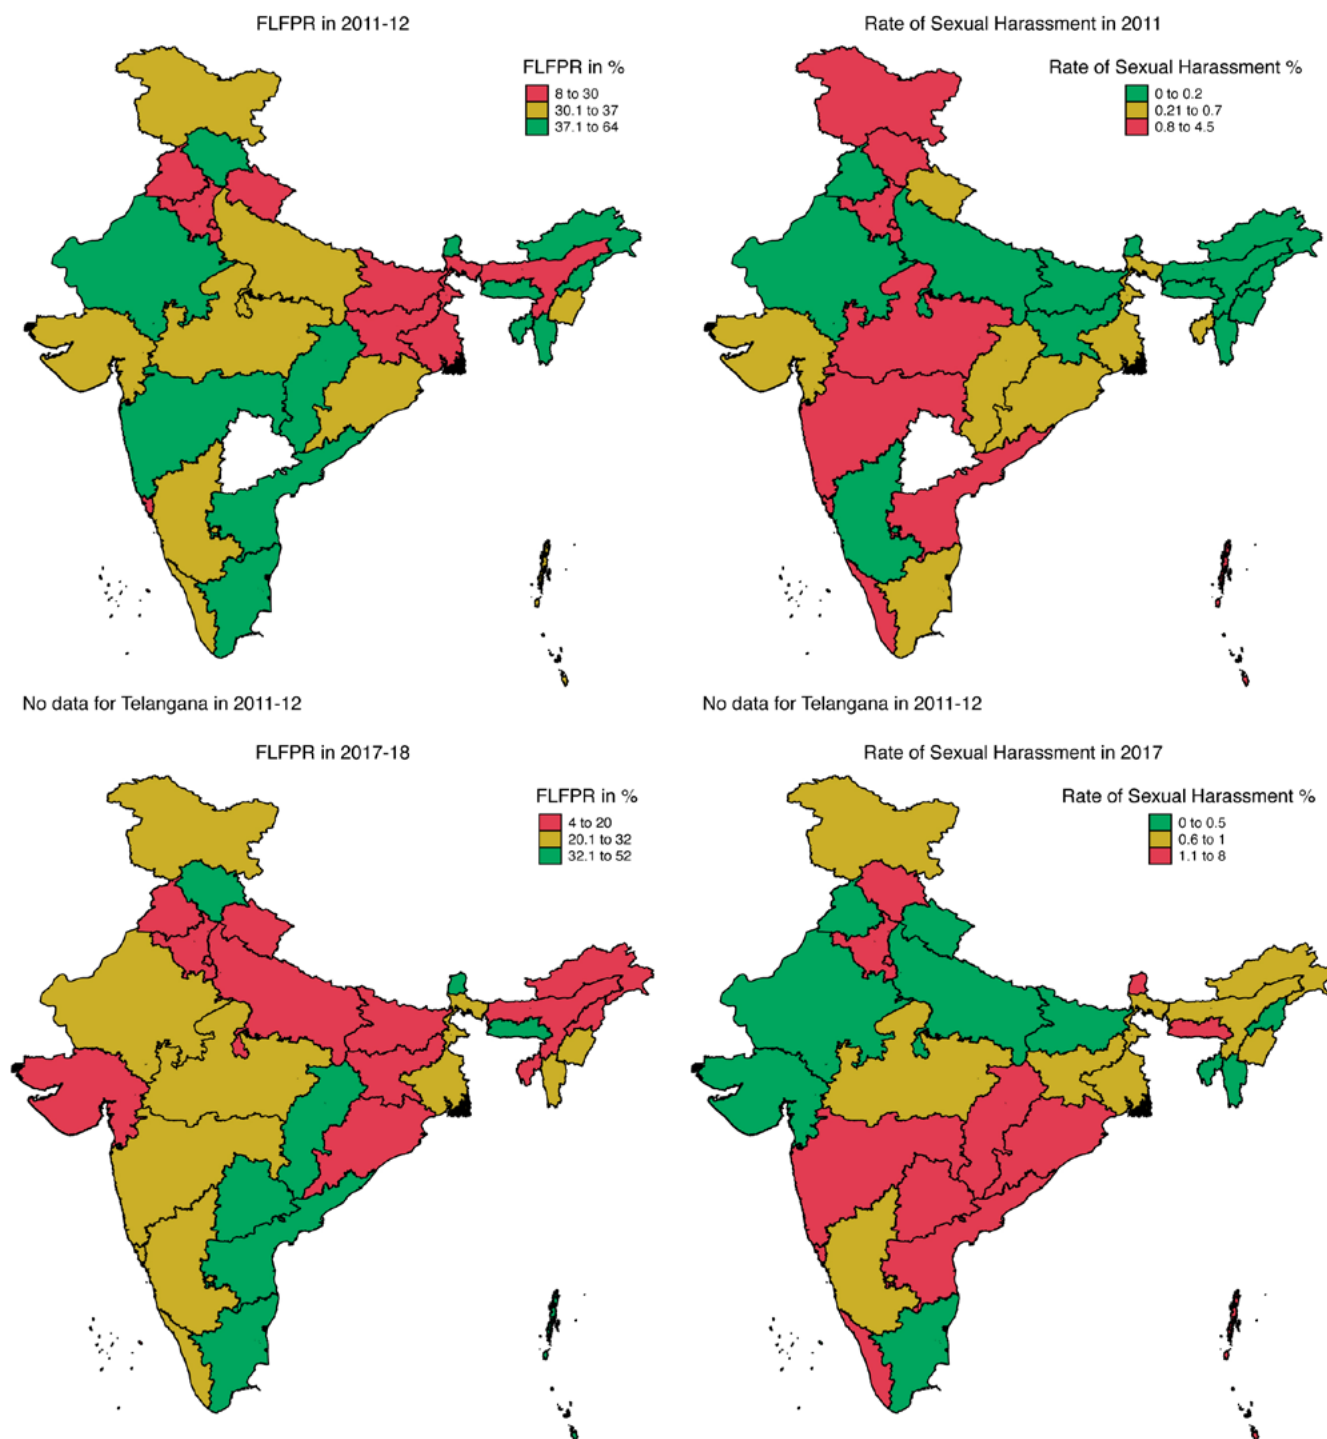 FLFPR in 2011-12
FLFPR in %
8 to 30
30.1 to 37
37.1 to 64
Rate of Sexual Harassment in 2011
Rate of Sexual Harassment %
0 to 0.2
0.21 to 0.7
0.8 to 4.5
No data for Telangana in 2011-12
No data for Telangana in 2011-12
FLFPR in 2017-18
FLFPR in %
4 to 20
20.1 to 32
32.1 to 52
Rate of Sexual Harassment in 2017
Rate of Sexual Harassment %
0 to 0.5
0.6 to 1
1.1 to 8